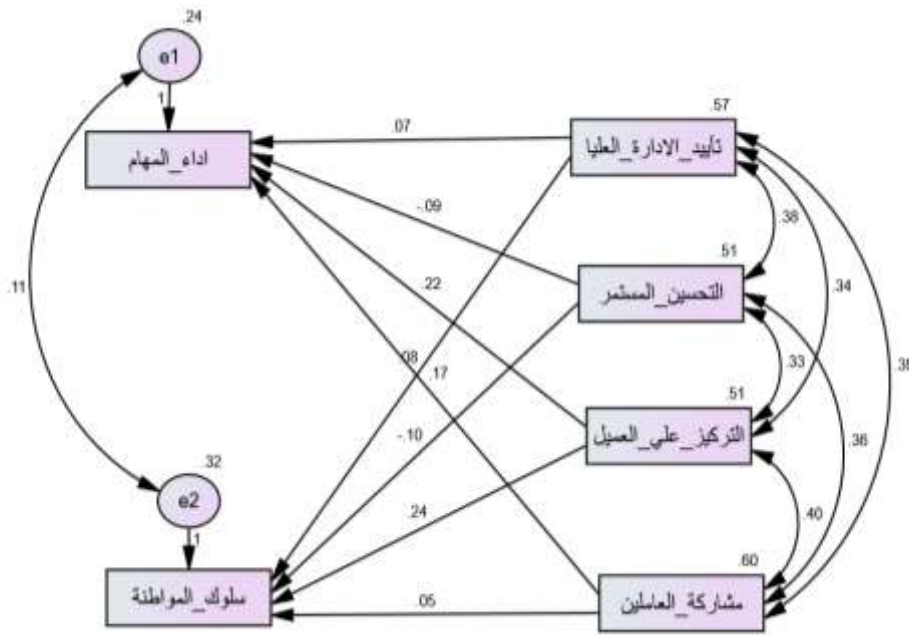 .24
e1
1
اداء_المهام
.57
تأييد_الادارة_العليا
.07
-.09
.38
.51
التحسين_المستمر
.22
.34
.11
.33
.08
.17
.51
التركيز_علي_العميل
.36
-.10
.32
e2
.24
.40
1
.60
سلوك_المواطنة
.05
مشاركة_العاملين